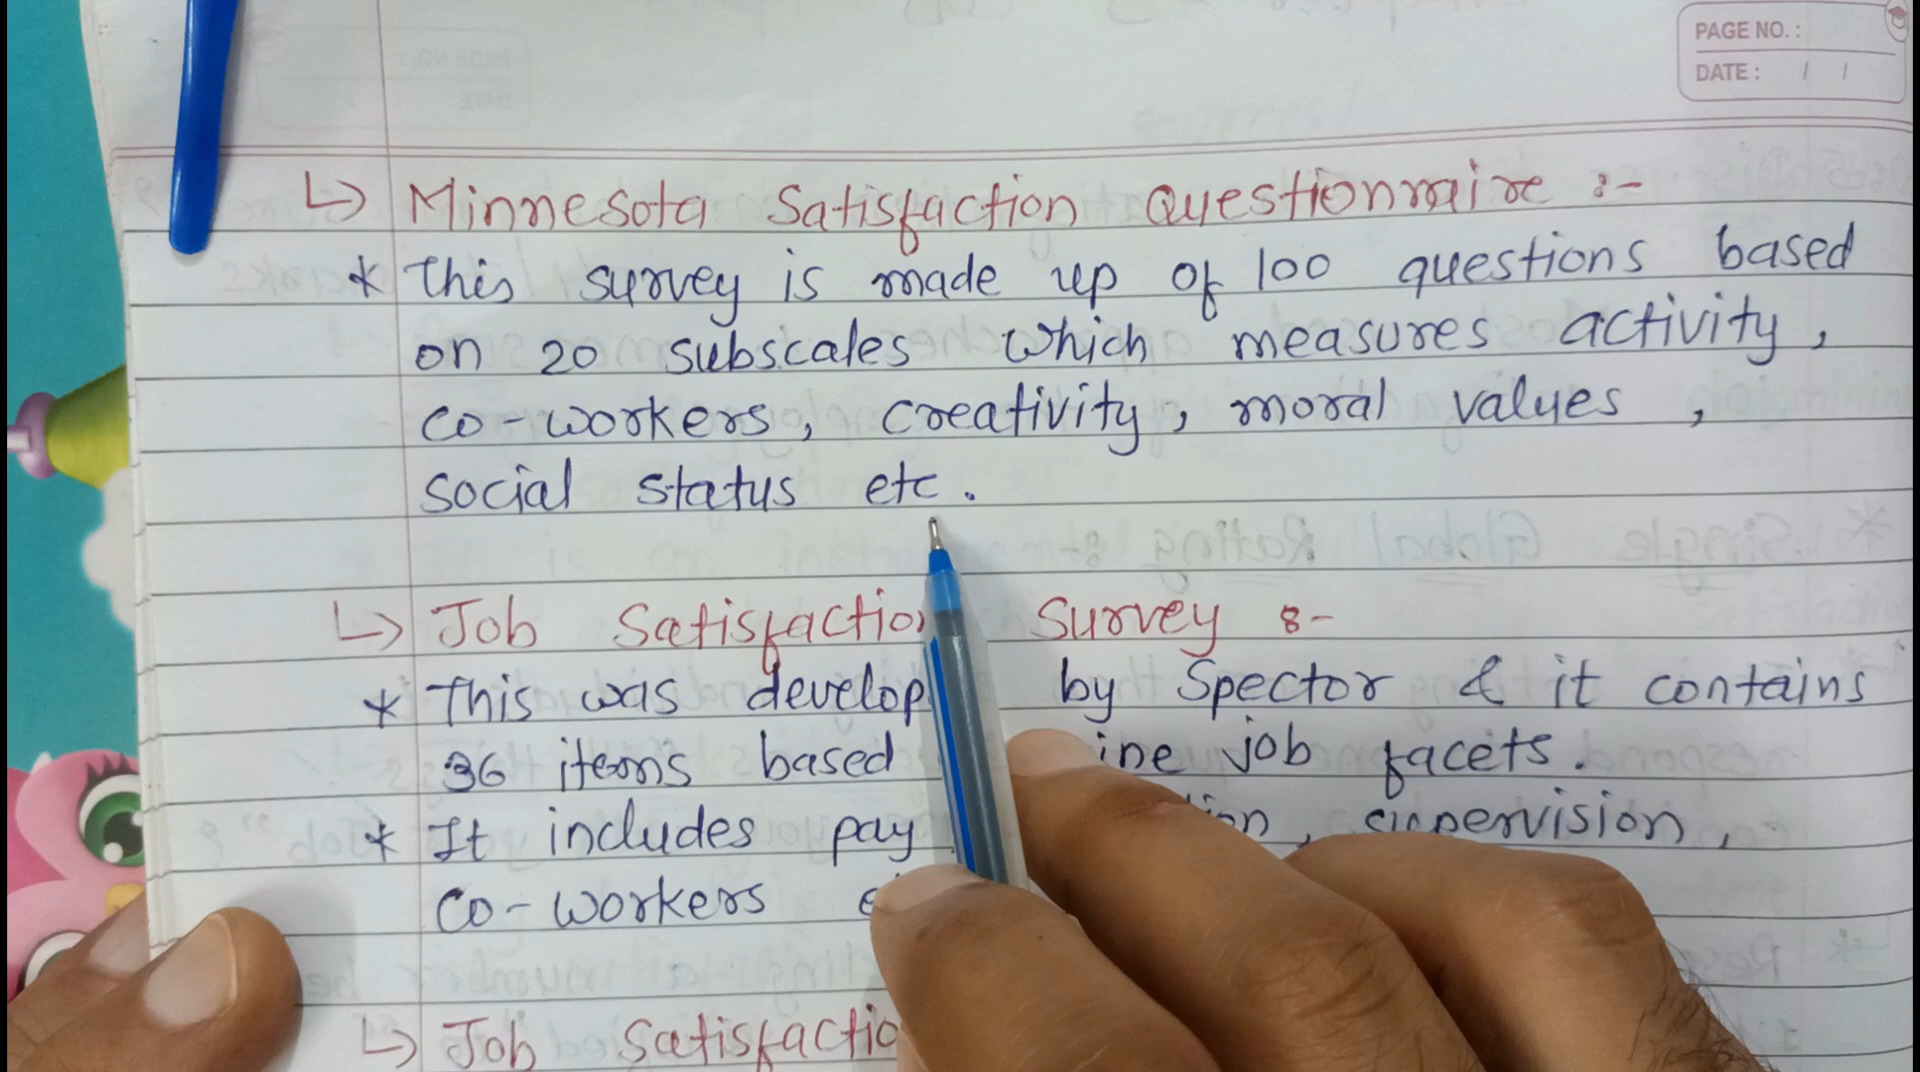 PAGE NO. :
DATE : / /
↳ Minnesota Satisfaction Questionnaire :-
* This survey is made up of 100 questions based
on 20 subscales which measures activity,
co-workers, creativity, moral values,
social status etc.
↳ Job Satisfaction Survey :-
* This was develop by Spector & it contains
36 items based job facets.
* It includes pay supervision,
co-workers
↳ Job Satisfactio